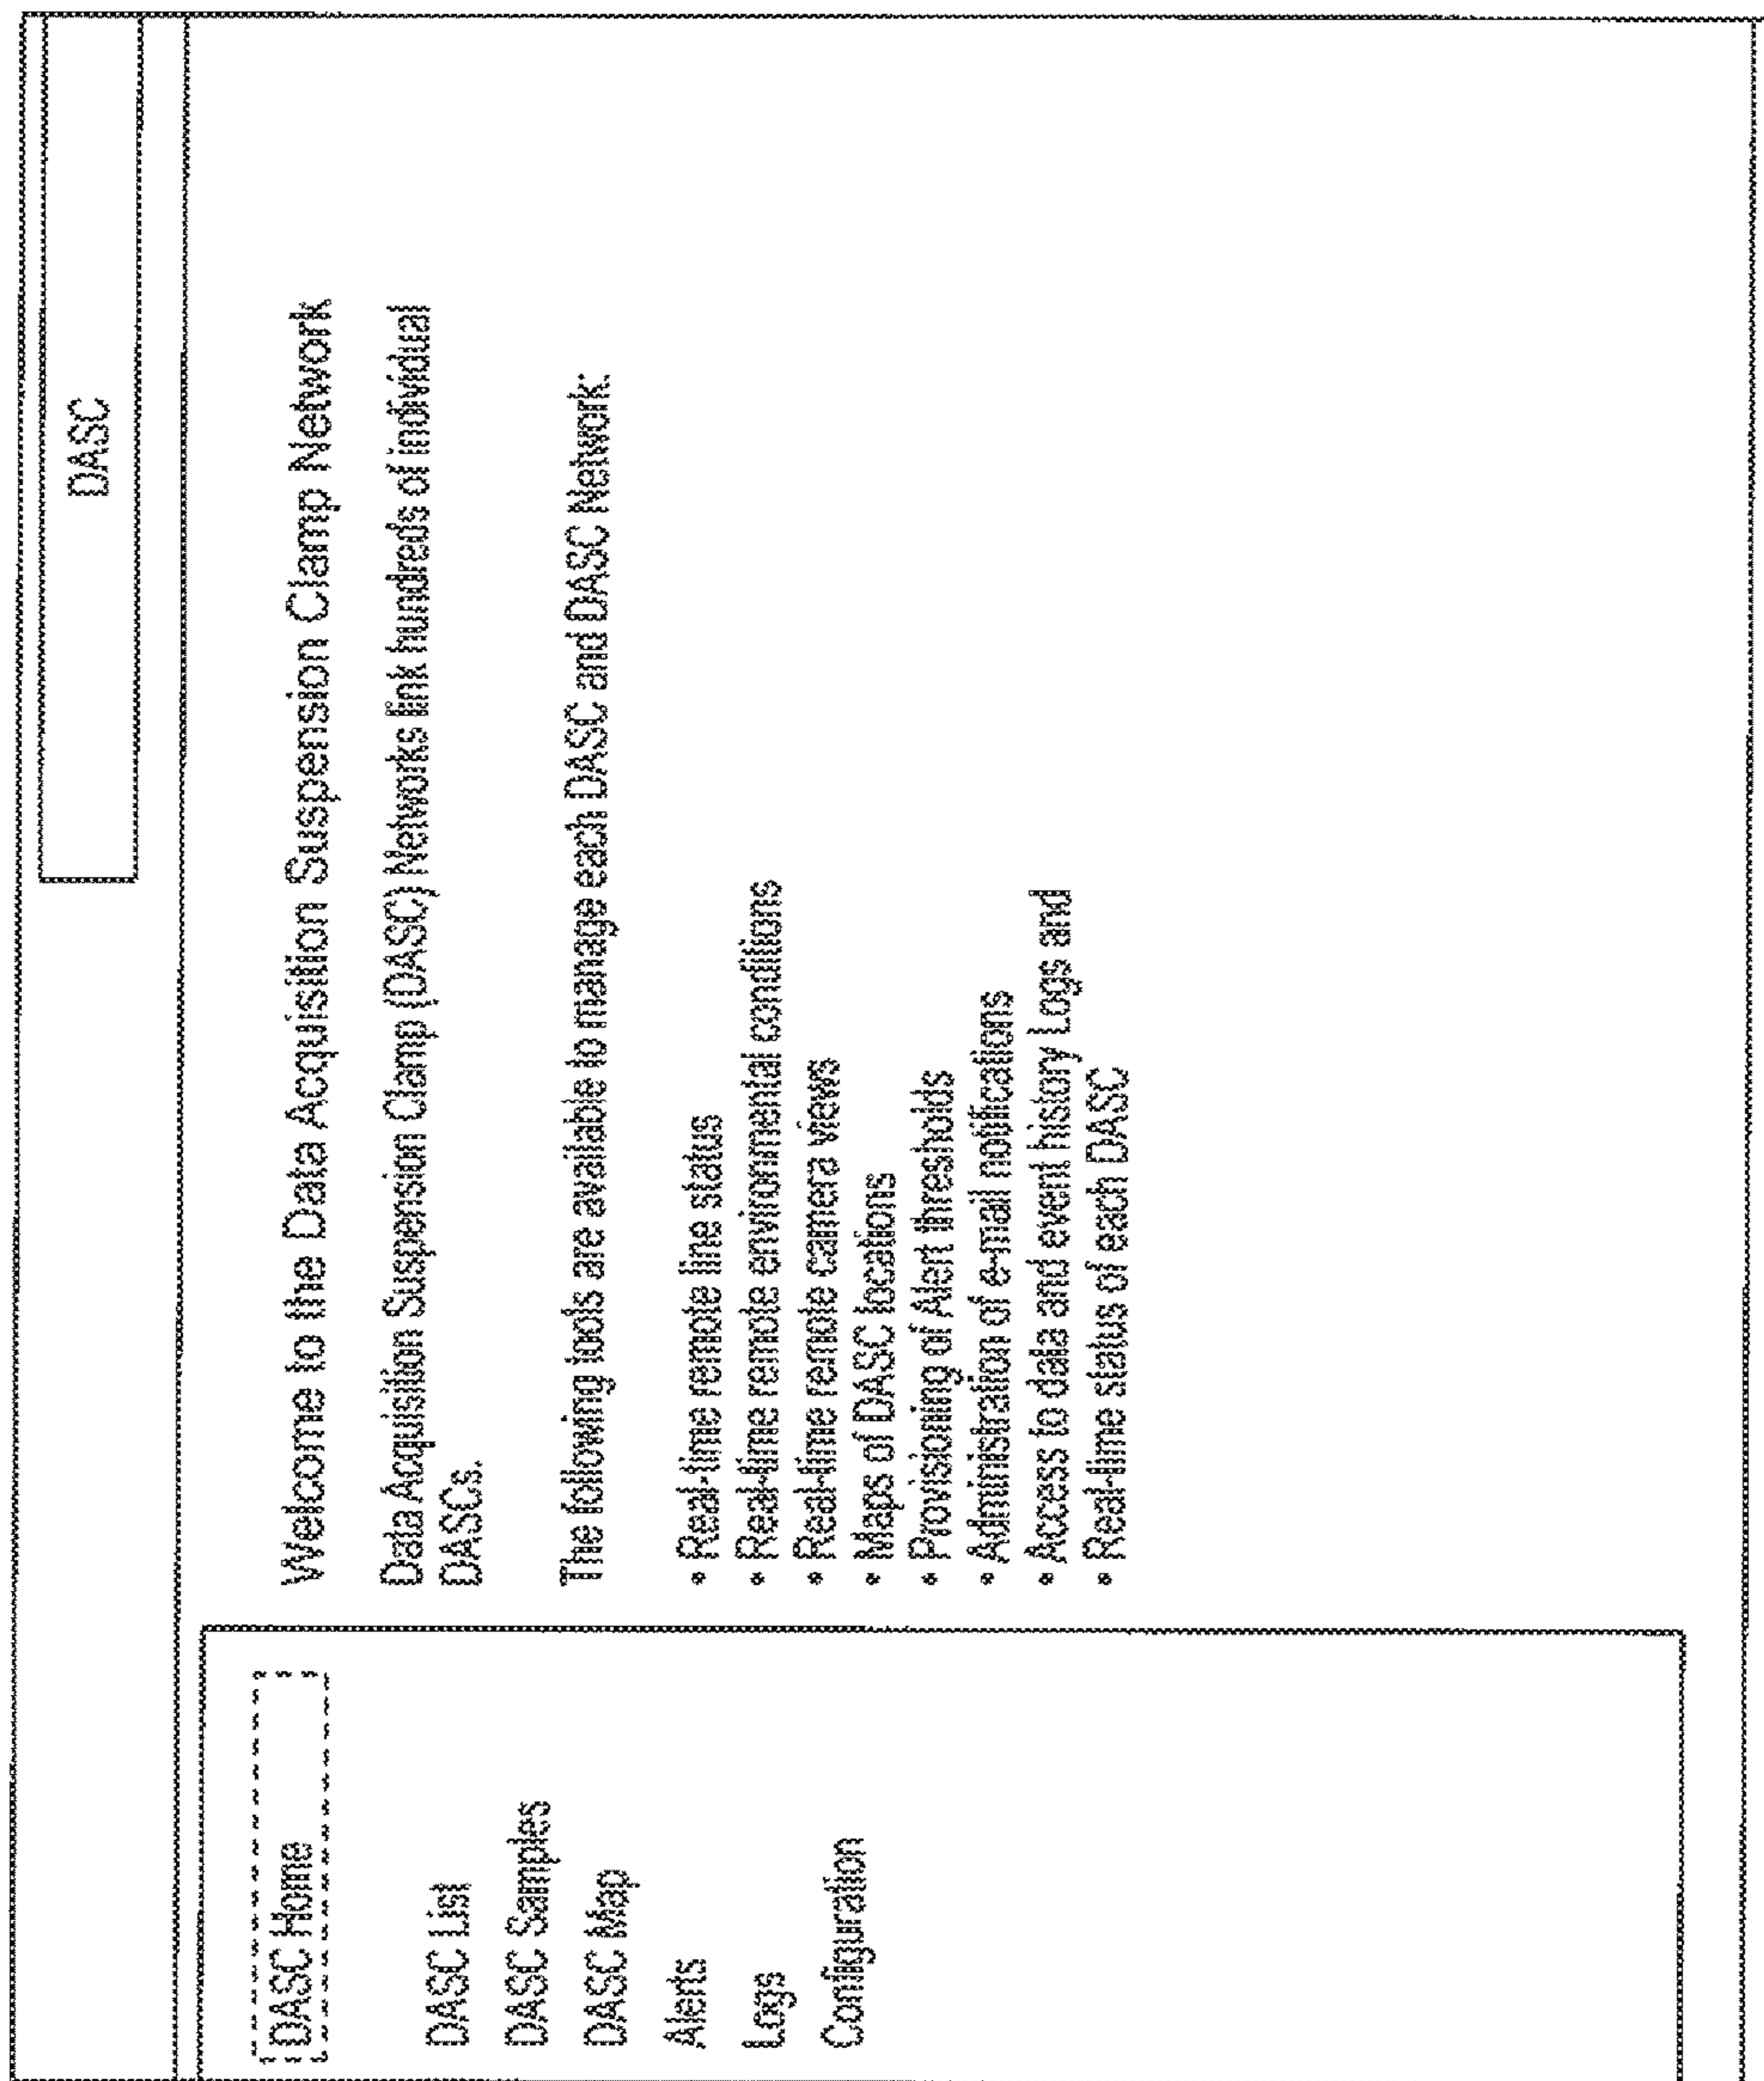 DASC
DASC Home
DASC List
DASC Samples
DASC Map
Alerts
Logs
Configuration
Welcome to the Data Acquisition Suspension Clamp Network
Data Acquisition Suspension Clamp (DASC) Networks link hundreds of individual
DASCs.
The following tools are available to manage each DASC and DASC Network:
• Real-time remote line status
• Real-time remote environmental conditions
• Real-time remote camera views
• Maps of DASC locations
• Provisioning of Alert thresholds
• Administration of e-mail notifications
• Access to data and event history Logs and
• Real-time status of each DASC